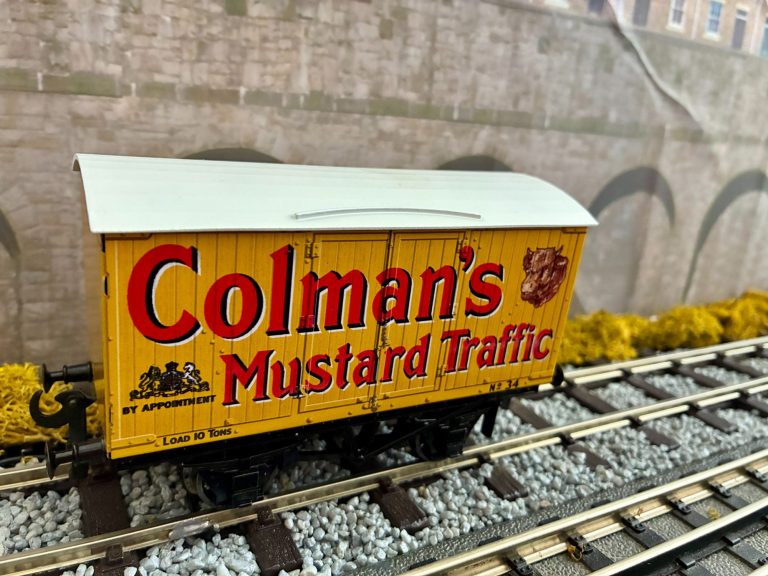 Colman's
Mustard Traffic
BY APPOINTMENT
Nº 34
LOAD 10 TONS